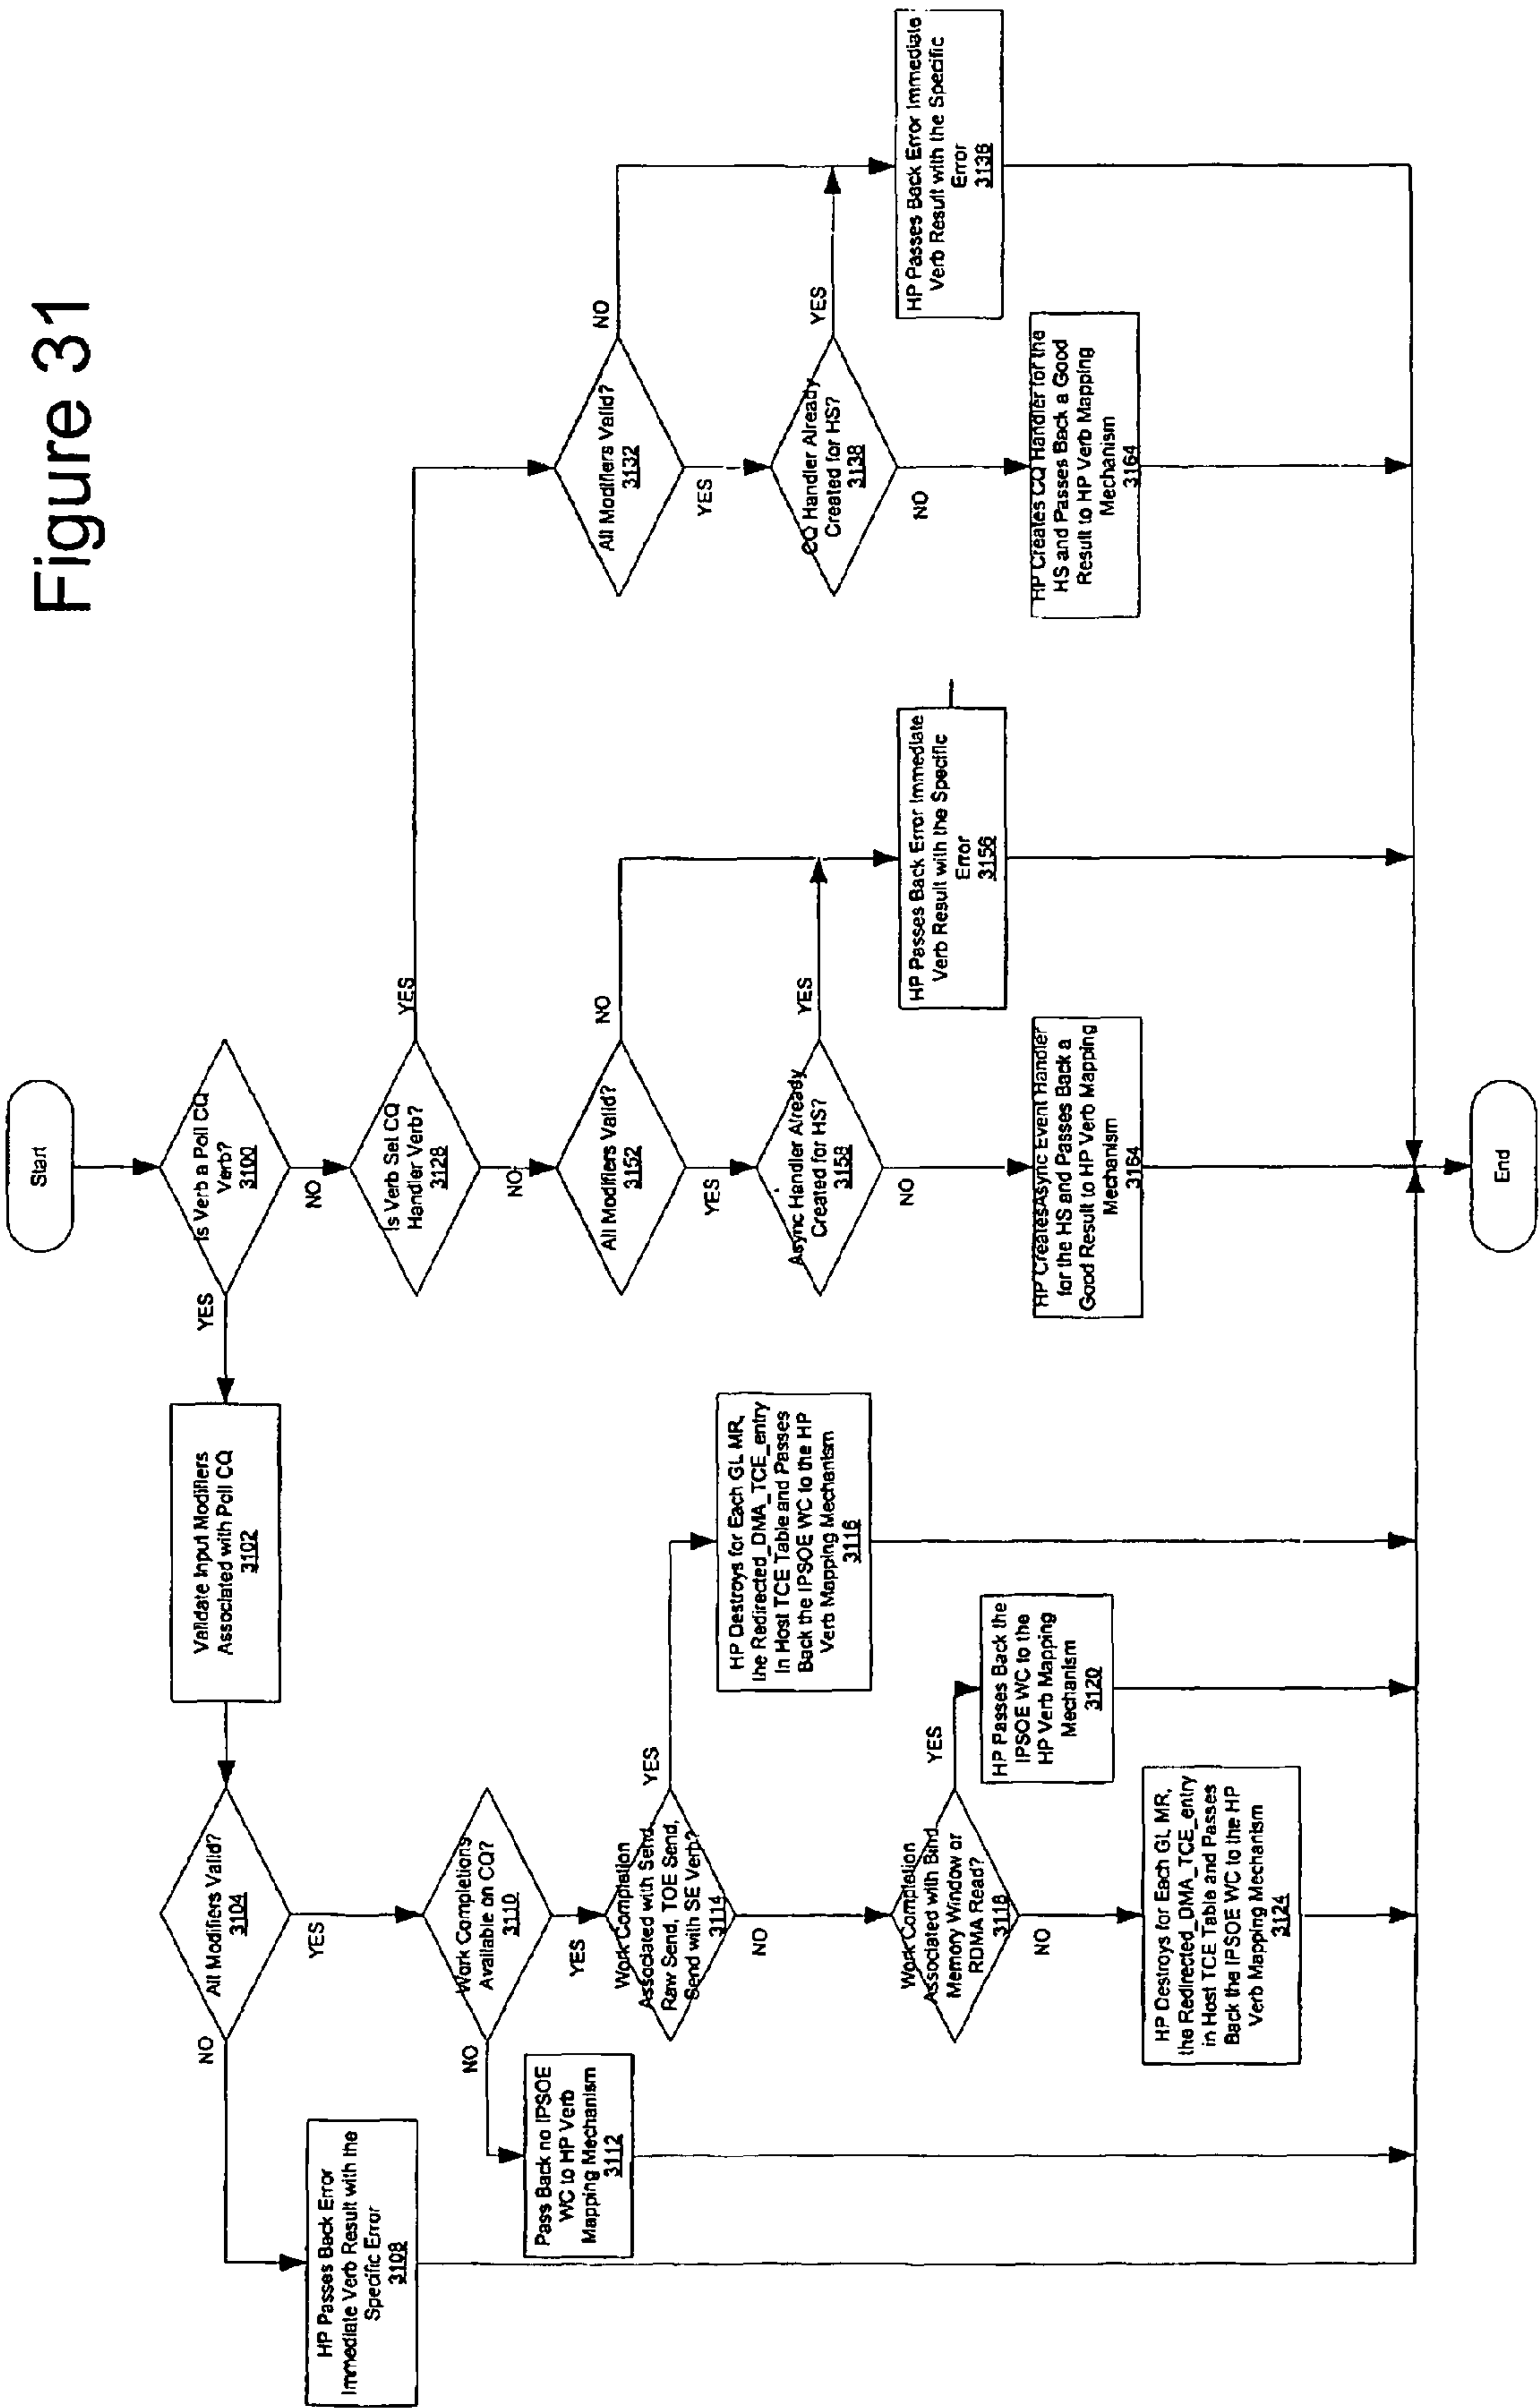 Figure 31
Start
Is Verb a Poll CQ
Verb?
3100
YES
NO
Validate Input Modifiers
Associated with Poll CQ
3102
All Modifiers Valid?
3104
NO
YES
HP Passes Back Error
Immediate Verb Result with the
Specific Error
3108
Work Completions
Available on CQ?
3110
NO
YES
Pass Back no IPSOE
WC to HP Verb
Mapping Mechanism
3112
Work Completion
Associated with Send,
Raw Send, TOE Send,
Send with SE Verb?
3114
YES
NO
HP Destroys for Each GL MR,
the Redirected_DMA_TCE_entry
in Host TCE Table and Passes
Back the IPSOE WC to the HP
Verb Mapping Mechanism
3116
Work Completion
Associated with Bind
Memory Window or
RDMA Read?
3118
YES
NO
HP Passes Back the
IPSOE WC to the
HP Verb Mapping
Mechanism
3120
HP Destroys for Each GL MR,
the Redirected_DMA_TCE_entry
in Host TCE Table and Passes
Back the IPSOE WC to the HP
Verb Mapping Mechanism
3124
Is Verb Set CQ
Handler Verb?
3128
YES
NO
All Modifiers Valid?
3152
NO
YES
Async Handler Already
Created for HS?
3158
YES
NO
HP Passes Back Error Immediate
Verb Result with the Specific
Error
3156
HP Creates Async Event Handler
for the HS and Passes Back a
Good Result to HP Verb Mapping
Mechanism
3164
All Modifiers Valid?
3132
NO
YES
CQ Handler Already
Created for HS?
3138
YES
NO
HP Passes Back Error Immediate
Verb Result with the Specific
Error
3136
HP Creates CQ Handler for the
HS and Passes Back a Good
Result to HP Verb Mapping
Mechanism
3164
End